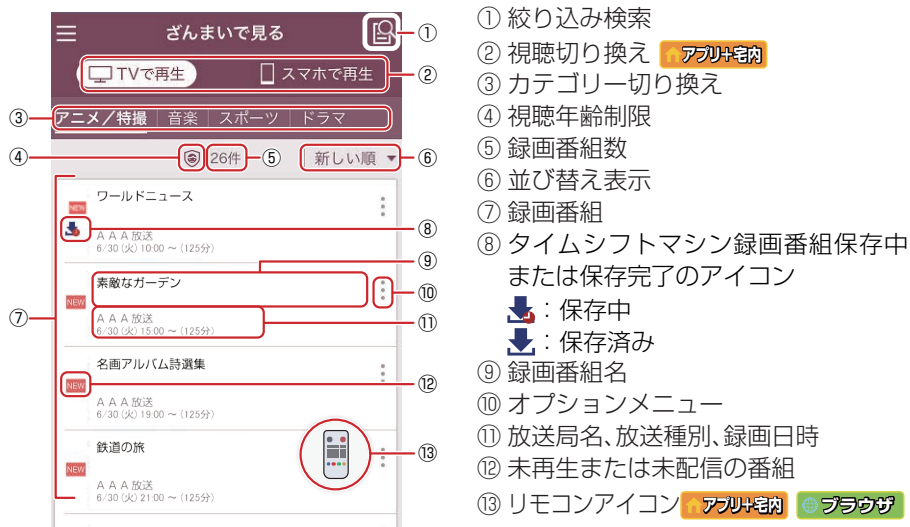 ざんまいで見る
①
TVで再生
スマホで再生
②
③
アニメ/特撮
音楽
スポーツ
ドラマ
④
26件
⑤
新しい順
⑥
⑦
NEW
ワールドニュース
AAA放送
6/30(火)10:00～(125分)
⑧
⑨
素敵なガーデン
⑩
NEW
AAA放送
6/30(火)15:00～(125分)
⑪
名画アルバム詩選集
NEW
⑫
AAA放送
6/30(火)19:00～(125分)
鉄道の旅
⑬
NEW
AAA放送
6/30(火)21:00～(125分)
① 絞り込み検索
② 視聴切り換え アプリ+宅内
③ カテゴリー切り換え
④ 視聴年齢制限
⑤ 録画番組数
⑥ 並び替え表示
⑦ 録画番組
⑧ タイムシフトマシン録画番組保存中
または保存完了のアイコン
：保存中
：保存済み
⑨ 録画番組名
⑩ オプションメニュー
⑪ 放送局名、放送種別、録画日時
⑫ 未再生または未配信の番組
⑬ リモコンアイコン アプリ+宅内 ブラウザ